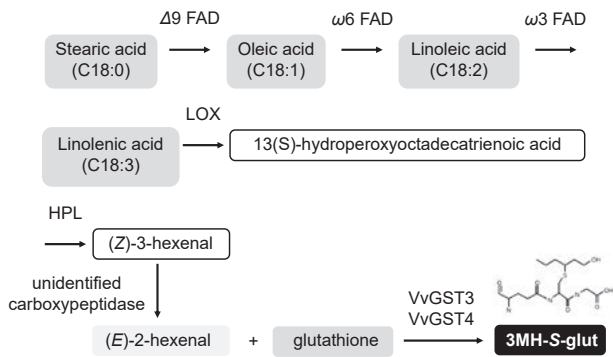 Δ9 FAD ω6 FAD ω3 FAD
Stearic acid Oleic acid Linoleic acid
(C18:0) (C18:1) (C18:2)
LOX
Linolenic acid 13(S)-hydroperoxyoctadecatrienoic acid
(C18:3)
HPL
(Z)-3-hexenal
unidentified
carboxypeptidase
VvGST3
VvGST4
(E)-2-hexenal + glutathione 3MH-S-glut